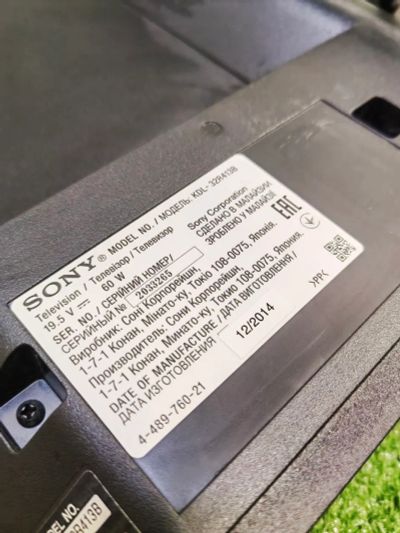 SONY® MODEL NO. / МОДЕЛЬ: KDL-32R413B
Television / Телевізор / Телевизор
19.5 V 60 W
Sony Corporation
СДЕЛАНО В МАЛАЙЗИИ
ЗРОБЛЕНО У МАЛАЙЗІЇ
EAC
SER. NO. / СЕРІЙНИЙ НОМЕР/
СЕРИЙНЫЙ № : 2033265
Виробник: Соні Корпорейшн,
1-7-1 Конан, Мінато-ку, Токіо 108-0075, Японія.
Производитель: Сони Корпорейшн,
1-7-1 Конан, Минато-ку, Токио 108-0075, Япония.
DATE OF MANUFACTURE / ДАТА ВИГОТОВЛЕННЯ /
ДАТА ИЗГОТОВЛЕНИЯ 12/2014
УРКС
4-489-760-21
MODEL NO.